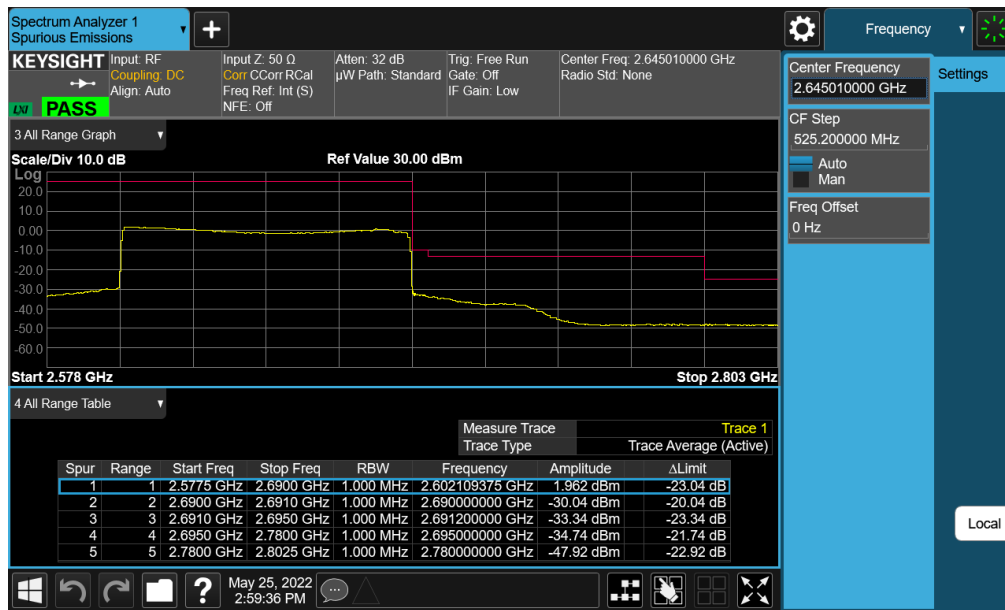 Spectrum Analyzer 1
Spurious Emissions
+
Frequency
KEYSIGHT
LXI PASS
Input: RF
Coupling: DC
Align: Auto
Input Z: 50 Ω
Corr CCorr RCal
Freq Ref: Int (S)
NFE: Off
Atten: 32 dB
µW Path: Standard
Trig: Free Run
Gate: Off
IF Gain: Low
Center Freq: 2.645010000 GHz
Radio Std: None
Center Frequency
2.645010000 GHz
Settings
CF Step
525.200000 MHz
Auto
Man
Freq Offset
0 Hz
3 All Range Graph
Scale/Div 10.0 dB Ref Value 30.00 dBm
Log
20.0
10.0
0.00
-10.0
-20.0
-30.0
-40.0
-50.0
-60.0
Start 2.578 GHz Stop 2.803 GHz
4 All Range Table
Measure Trace Trace 1
Trace Type Trace Average (Active)
Spur Range Start Freq Stop Freq RBW Frequency Amplitude ΔLimit
1 1 2.5775 GHz 2.6900 GHz 1.000 MHz 2.602109375 GHz 1.962 dBm -23.04 dB
2 2 2.6900 GHz 2.6910 GHz 1.000 MHz 2.690000000 GHz -30.04 dBm -20.04 dB
3 3 2.6910 GHz 2.6950 GHz 1.000 MHz 2.691200000 GHz -33.34 dBm -23.34 dB
4 4 2.6950 GHz 2.7800 GHz 1.000 MHz 2.695000000 GHz -34.74 dBm -21.74 dB
5 5 2.7800 GHz 2.8025 GHz 1.000 MHz 2.780000000 GHz -47.92 dBm -22.92 dB
Local
?
May 25, 2022
2:59:36 PM